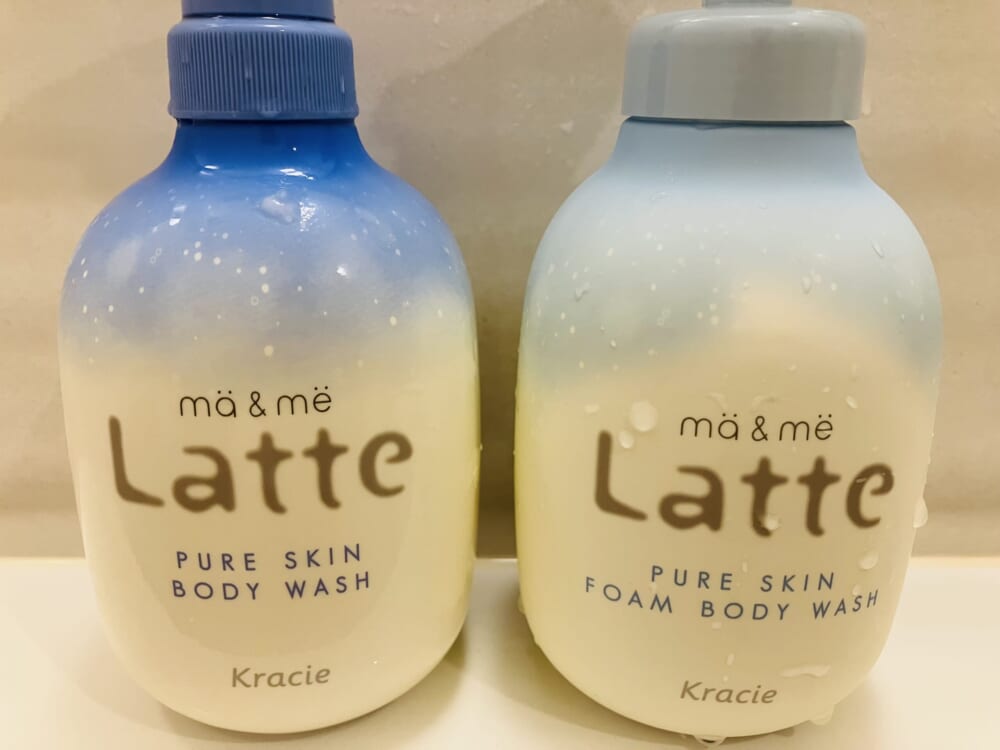 mä & më
Latte
PURE SKIN
BODY WASH
Kracie
mä & më
Latte
PURE SKIN
FOAM BODY WASH
Kracie